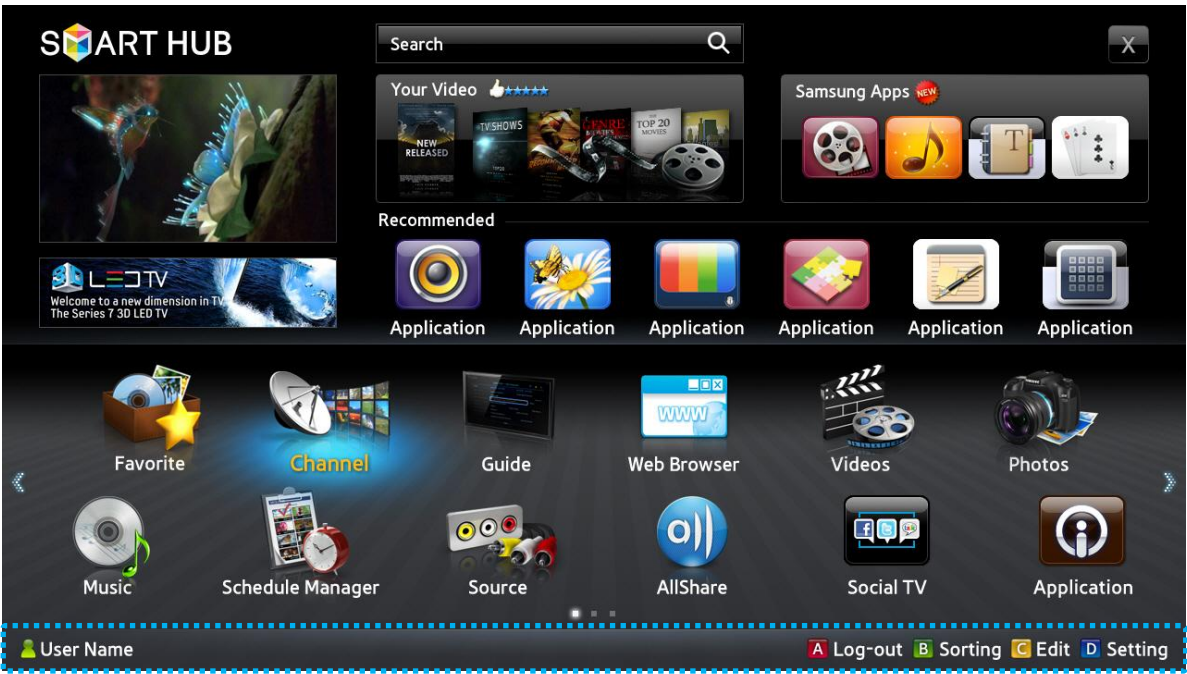 SMART HUB
Search
X
Your Video
NEW
RELEASED
TV SHOWS
GENRE
TOP 20
MOVIES
Samsung Apps NEW
T
Recommended
3D LED TV
Welcome to a new dimension in TV
The Series 7 3D LED TV
Application
Application
Application
Application
Application
Application
Favorite
Channel
Guide
www
Web Browser
Videos
Photos
Music
Schedule Manager
Source
all
AllShare
Social TV
Application
User Name
A Log-out B Sorting C Edit D Setting